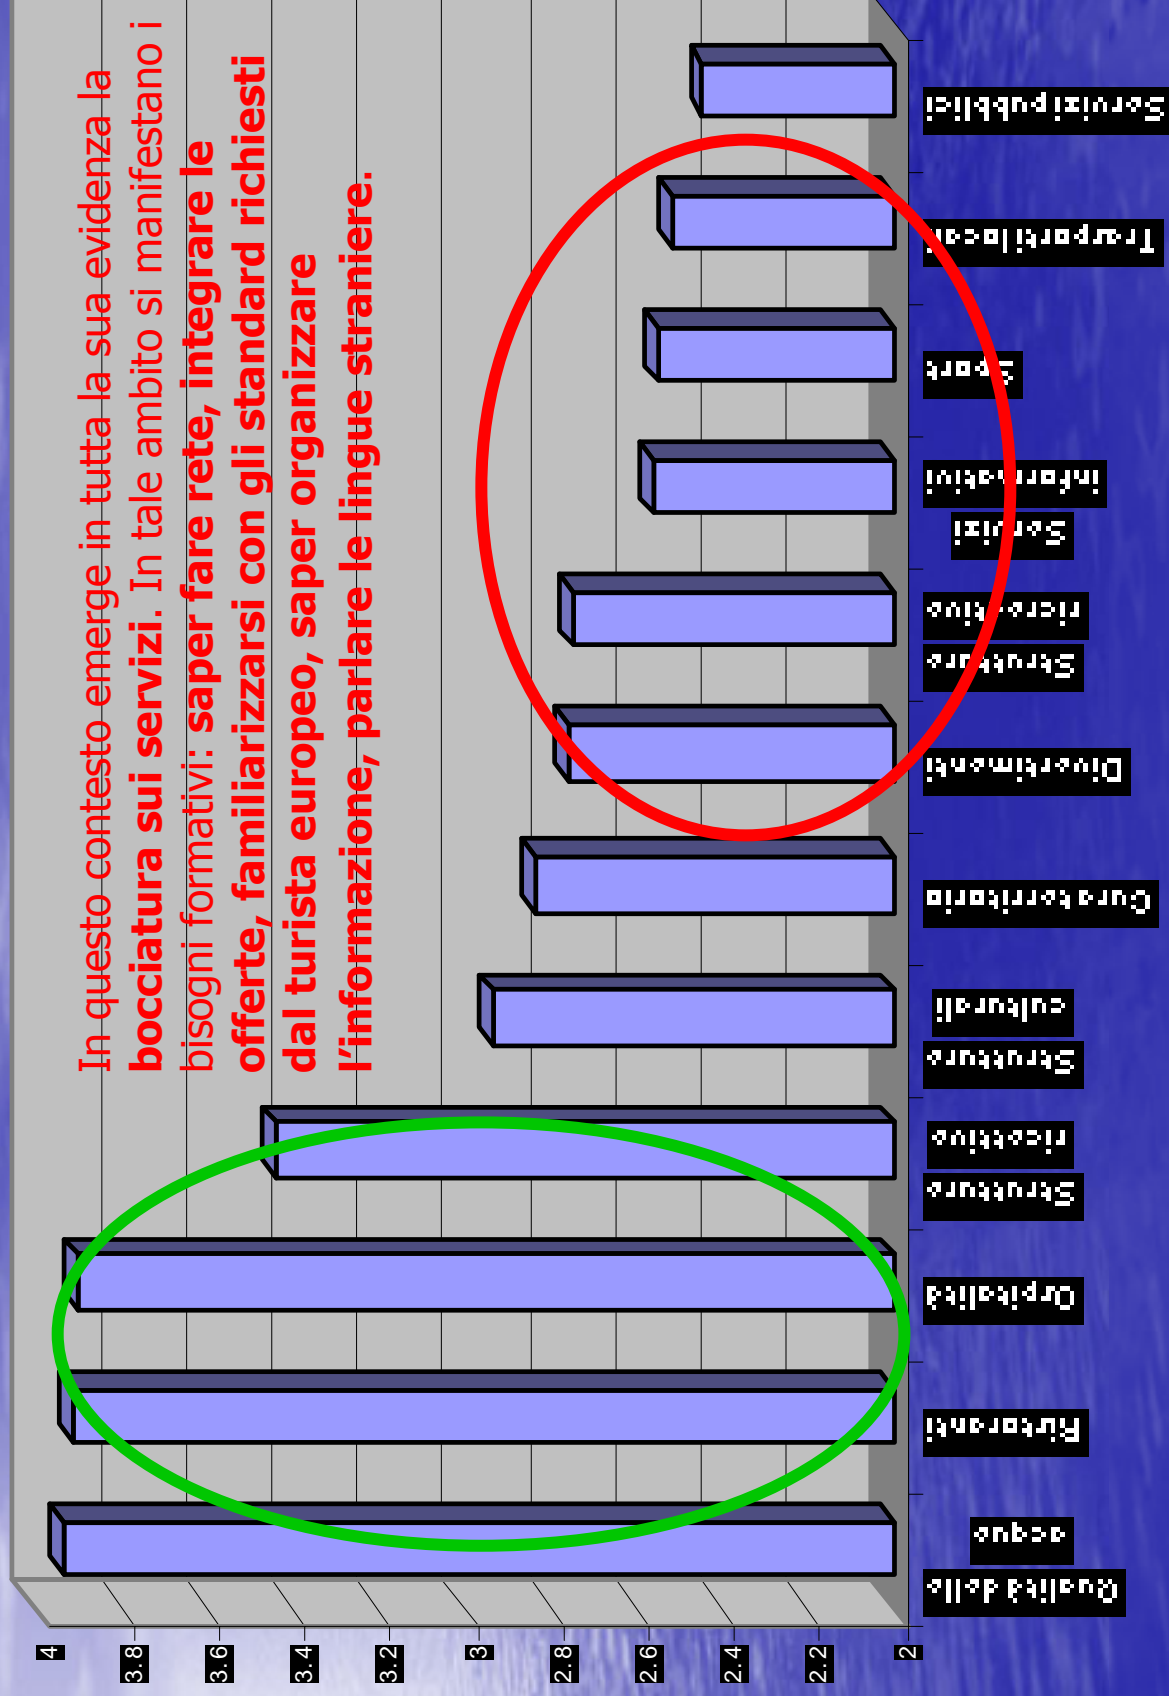 In questo contesto emerge in tutta la sua evidenza la
bocciatura sui servizi. In tale ambito si manifestano i
bisogni formativi: saper fare rete, integrare le
offerte, familiarizzarsi con gli standard richiesti
dal turista europeo, saper organizzare
l’informazione, parlare le lingue straniere.
4
3.8
3.6
3.4
3.2
3
2.8
2.6
2.4
2.2
2
Qualità delle
acque
Ristoranti
Ospitalità
Strutture
ricettive
Strutture
culturali
Cura territorio
Divertimenti
Strutture
ricreative
Servizi
informativi
Sport
Trasporti locali
Servizi pubblici